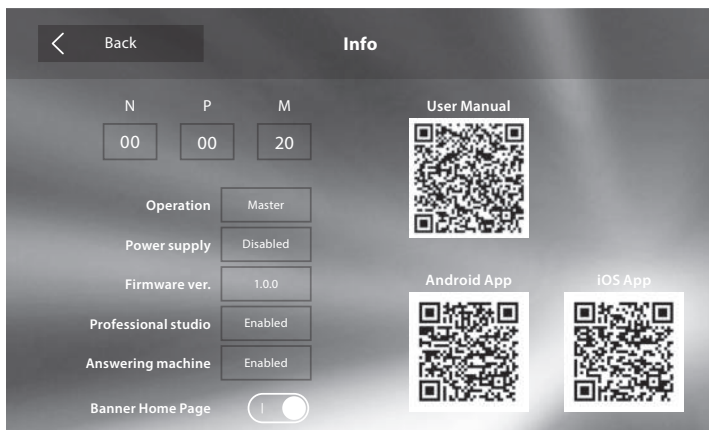 Back
Info
N P M
00 00 20
Operation Master
Power supply Disabled
Firmware ver. 1.0.0
Professional studio Enabled
Answering machine Enabled
Banner Home Page
User Manual
Android App iOS App